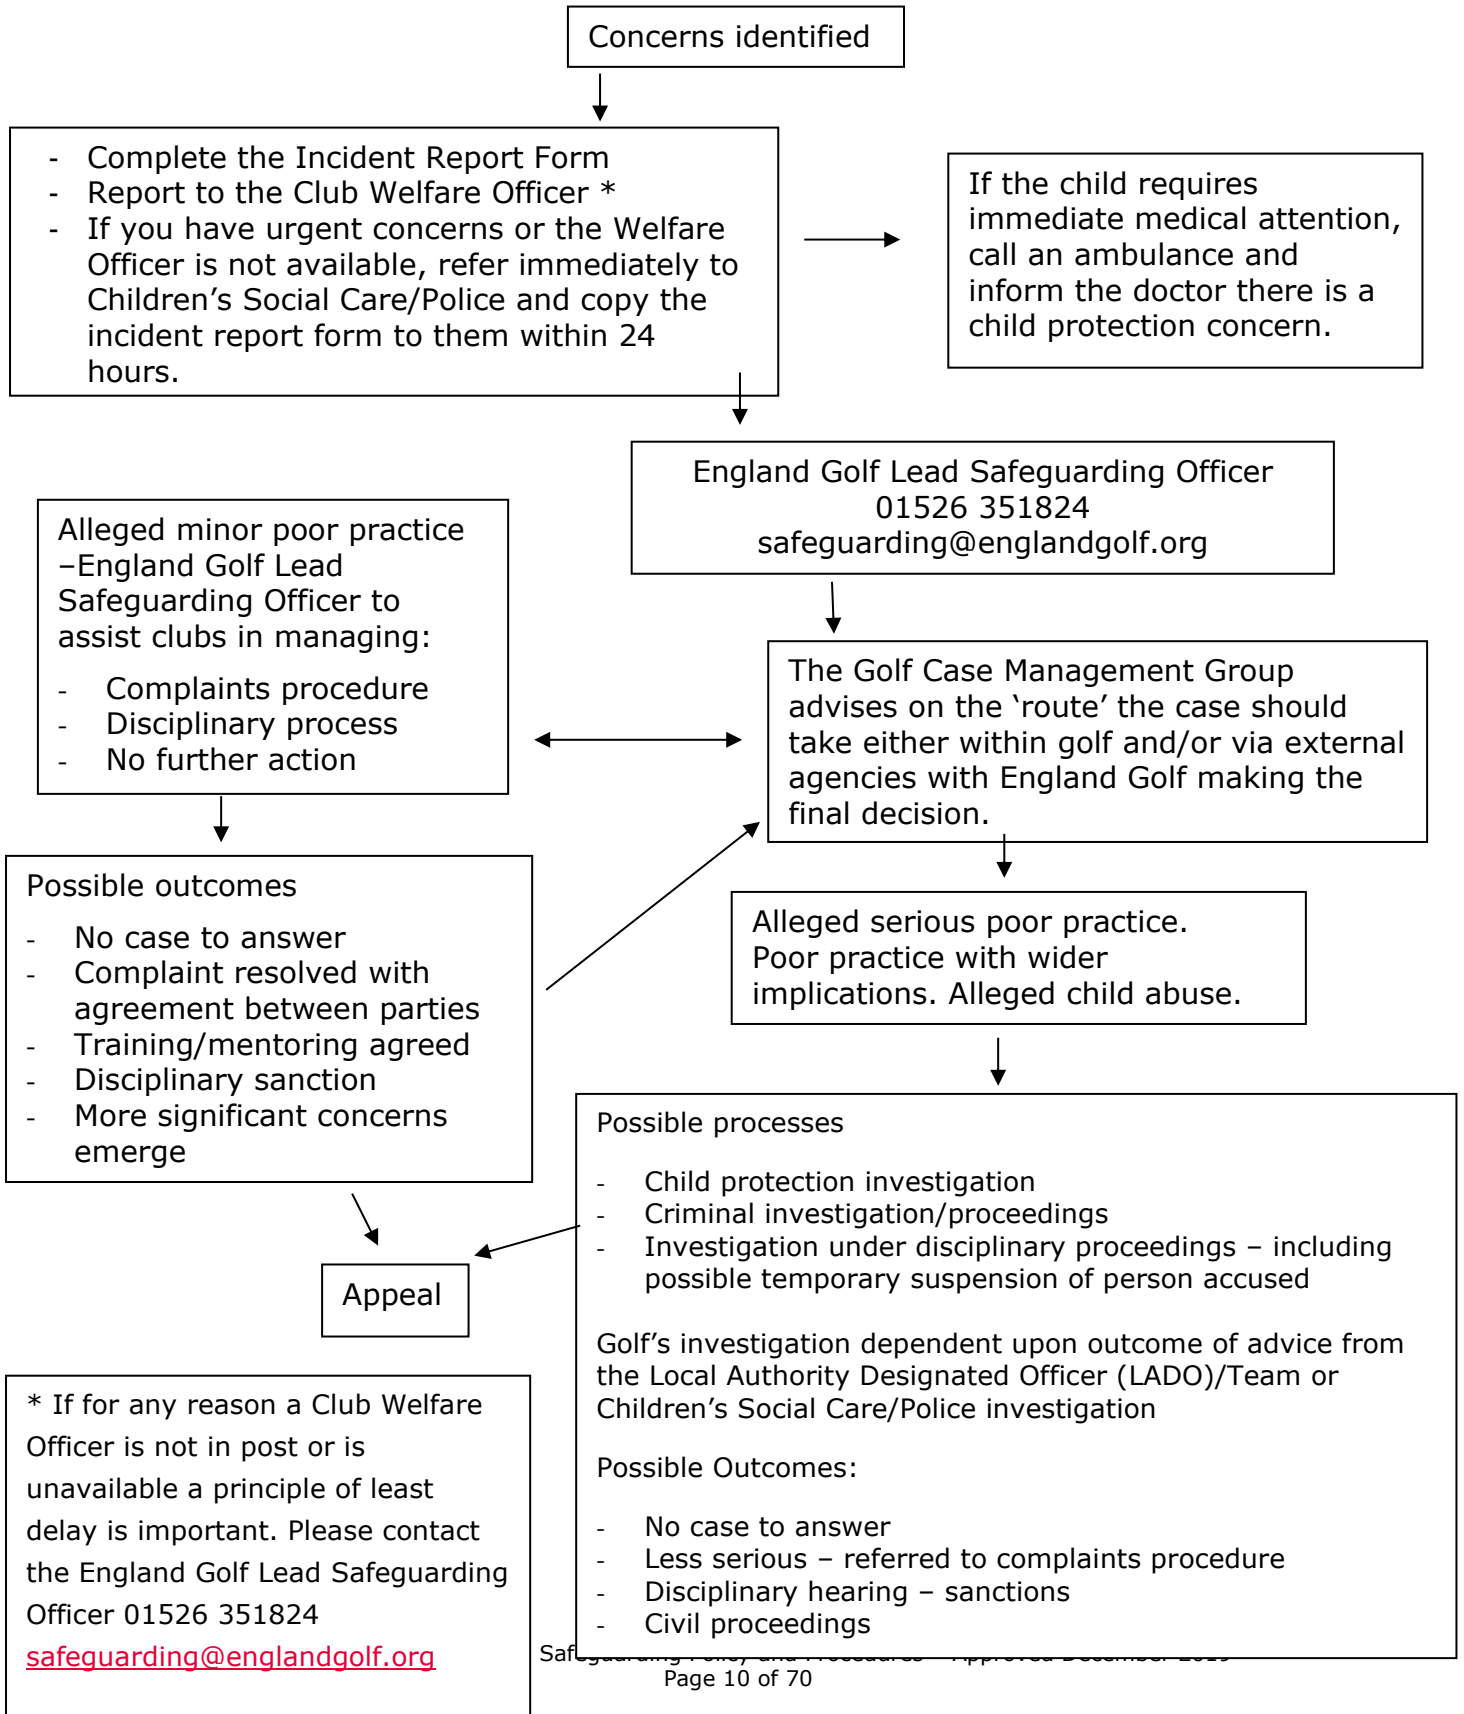 Concerns identified
- Complete the Incident Report Form
- Report to the Club Welfare Officer *
- If you have urgent concerns or the Welfare
Officer is not available, refer immediately to
Children’s Social Care/Police and copy the
incident report form to them within 24
hours.
If the child requires
immediate medical attention,
call an ambulance and
inform the doctor there is a
child protection concern.
England Golf Lead Safeguarding Officer
01526 351824
safeguarding@englandgolf.org
Alleged minor poor practice
–England Golf Lead
Safeguarding Officer to
assist clubs in managing:
- Complaints procedure
- Disciplinary process
- No further action
The Golf Case Management Group
advises on the ‘route’ the case should
take either within golf and/or via external
agencies with England Golf making the
final decision.
Possible outcomes
- No case to answer
- Complaint resolved with
agreement between parties
- Training/mentoring agreed
- Disciplinary sanction
- More significant concerns
emerge
Alleged serious poor practice.
Poor practice with wider
implications. Alleged child abuse.
Possible processes
- Child protection investigation
- Criminal investigation/proceedings
- Investigation under disciplinary proceedings – including
possible temporary suspension of person accused
Golf’s investigation dependent upon outcome of advice from
the Local Authority Designated Officer (LADO)/Team or
Children’s Social Care/Police investigation
Possible Outcomes:
- No case to answer
- Less serious – referred to complaints procedure
- Disciplinary hearing – sanctions
- Civil proceedings
Appeal
* If for any reason a Club Welfare
Officer is not in post or is
unavailable a principle of least
delay is important. Please contact
the England Golf Lead Safeguarding
Officer 01526 351824
safeguarding@englandgolf.org
Safeguarding Policy and Procedures – Approved December 2019
Page 10 of 70